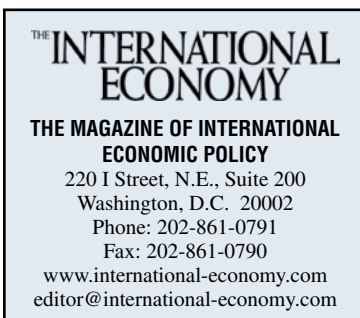 THE INTERNATIONAL
ECONOMY
THE MAGAZINE OF INTERNATIONAL
ECONOMIC POLICY
220 I Street, N.E., Suite 200
Washington, D.C. 20002
Phone: 202-861-0791
Fax: 202-861-0790
www.international-economy.com
editor@international-economy.com